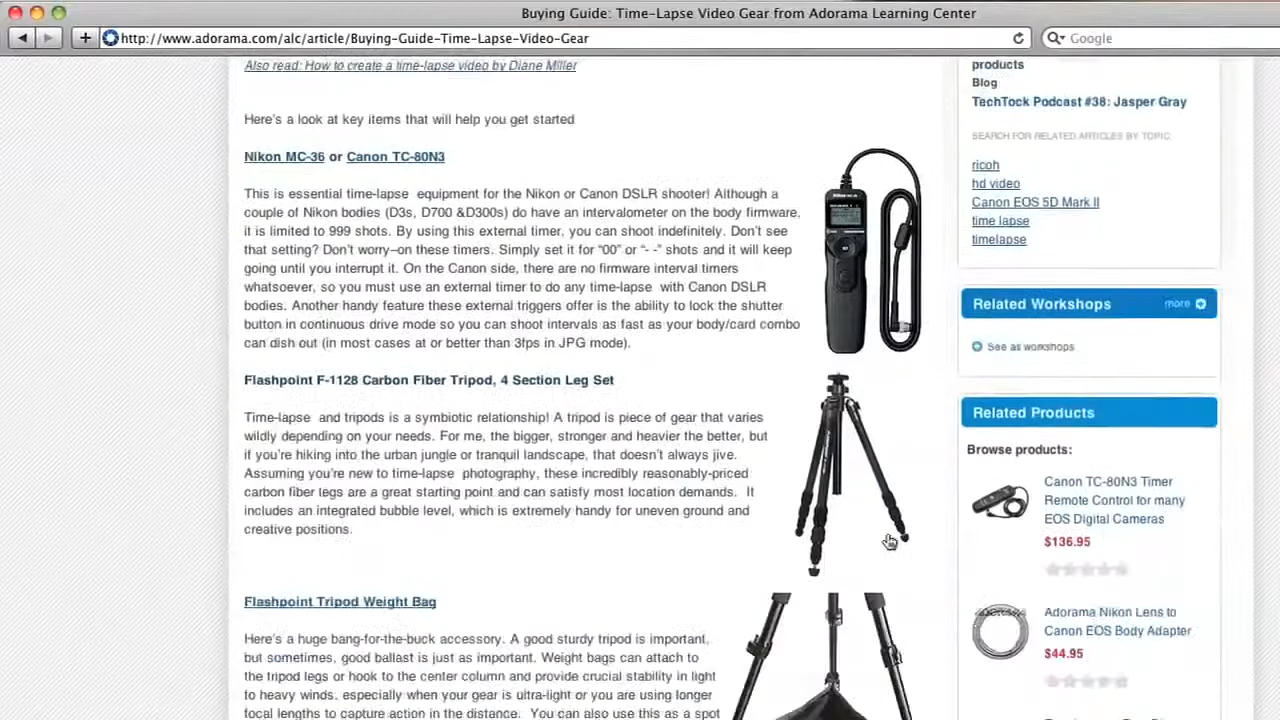 Buying Guide: Time-Lapse Video Gear from Adorama Learning Center
http://www.adorama.com/alc/article/Buying-Guide-Time-Lapse-Video-Gear
Google
Also read: How to create a time-lapse video by Diane Miller
Here's a look at key items that will help you get started
Nikon MC-36 or Canon TC-80N3
This is essential time-lapse equipment for the Nikon or Canon DSLR shooter! Although a
couple of Nikon bodies (D3s, D700 &D300s) do have an intervalometer on the body firmware,
it is limited to 999 shots. By using this external timer, you can shoot indefinitely. Don't see
that setting? Don't worry–on these timers. Simply set it for “00” or “- -” shots and it will keep
going until you interrupt it. On the Canon side, there are no firmware interval timers
whatsoever, so you must use an external timer to do any time-lapse with Canon DSLR
bodies. Another handy feature these external triggers offer is the ability to lock the shutter
button in continuous drive mode so you can shoot intervals as fast as your body/card combo
can dish out (in most cases at or better than 3fps in JPG mode).
Flashpoint F-1128 Carbon Fiber Tripod, 4 Section Leg Set
Time-lapse and tripods is a symbiotic relationship! A tripod is piece of gear that varies
wildly depending on your needs. For me, the bigger, stronger and heavier the better, but
if you're hiking into the urban jungle or tranquil landscape, that doesn't always jive.
Assuming you're new to time-lapse photography, these incredibly reasonably-priced
carbon fiber legs are a great starting point and can satisfy most location demands. It
includes an integrated bubble level, which is extremely handy for uneven ground and
creative positions.
Flashpoint Tripod Weight Bag
Here's a huge bang-for-the-buck accessory. A good sturdy tripod is important,
but sometimes, good ballast is just as important. Weight bags can attach to
the tripod legs or hook to the center column and provide crucial stability in light
to heavy winds, especially when your gear is ultra-light or you are using longer
focal lengths to capture action in the distance. You can also use this as a spot
products
Blog
TechTock Podcast #38: Jasper Gray
SEARCH FOR RELATED ARTICLES BY TOPIC
ricoh
hd video
Canon EOS 5D Mark II
time lapse
timelapse
Related Workshops
more
See all workshops
Related Products
Browse products:
Canon TC-80N3 Timer
Remote Control for many
EOS Digital Cameras
$136.95
Adorama Nikon Lens to
Canon EOS Body Adapter
$44.95